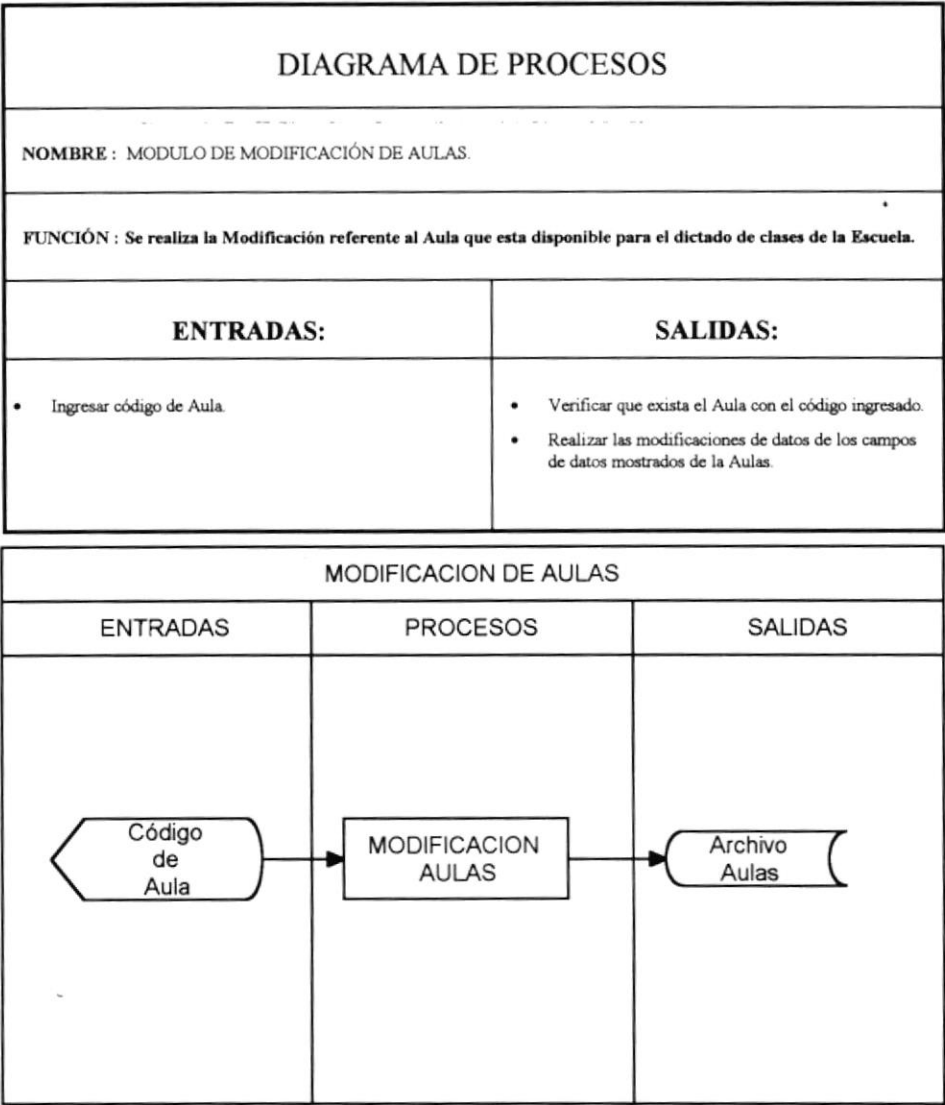 DIAGRAMA DE PROCESOS
NOMBRE : MODULO DE MODIFICACIÓN DE AULAS.
FUNCIÓN : Se realiza la Modificación referente al Aula que esta disponible para el dictado de clases de la Escuela.
ENTRADAS:
SALIDAS:
• Ingresar código de Aula.
• Verificar que exista el Aula con el código ingresado.
• Realizar las modificaciones de datos de los campos
de datos mostrados de la Aulas.
MODIFICACION DE AULAS
ENTRADAS
PROCESOS
SALIDAS
Código
de
Aula
MODIFICACION
AULAS
Archivo
Aulas